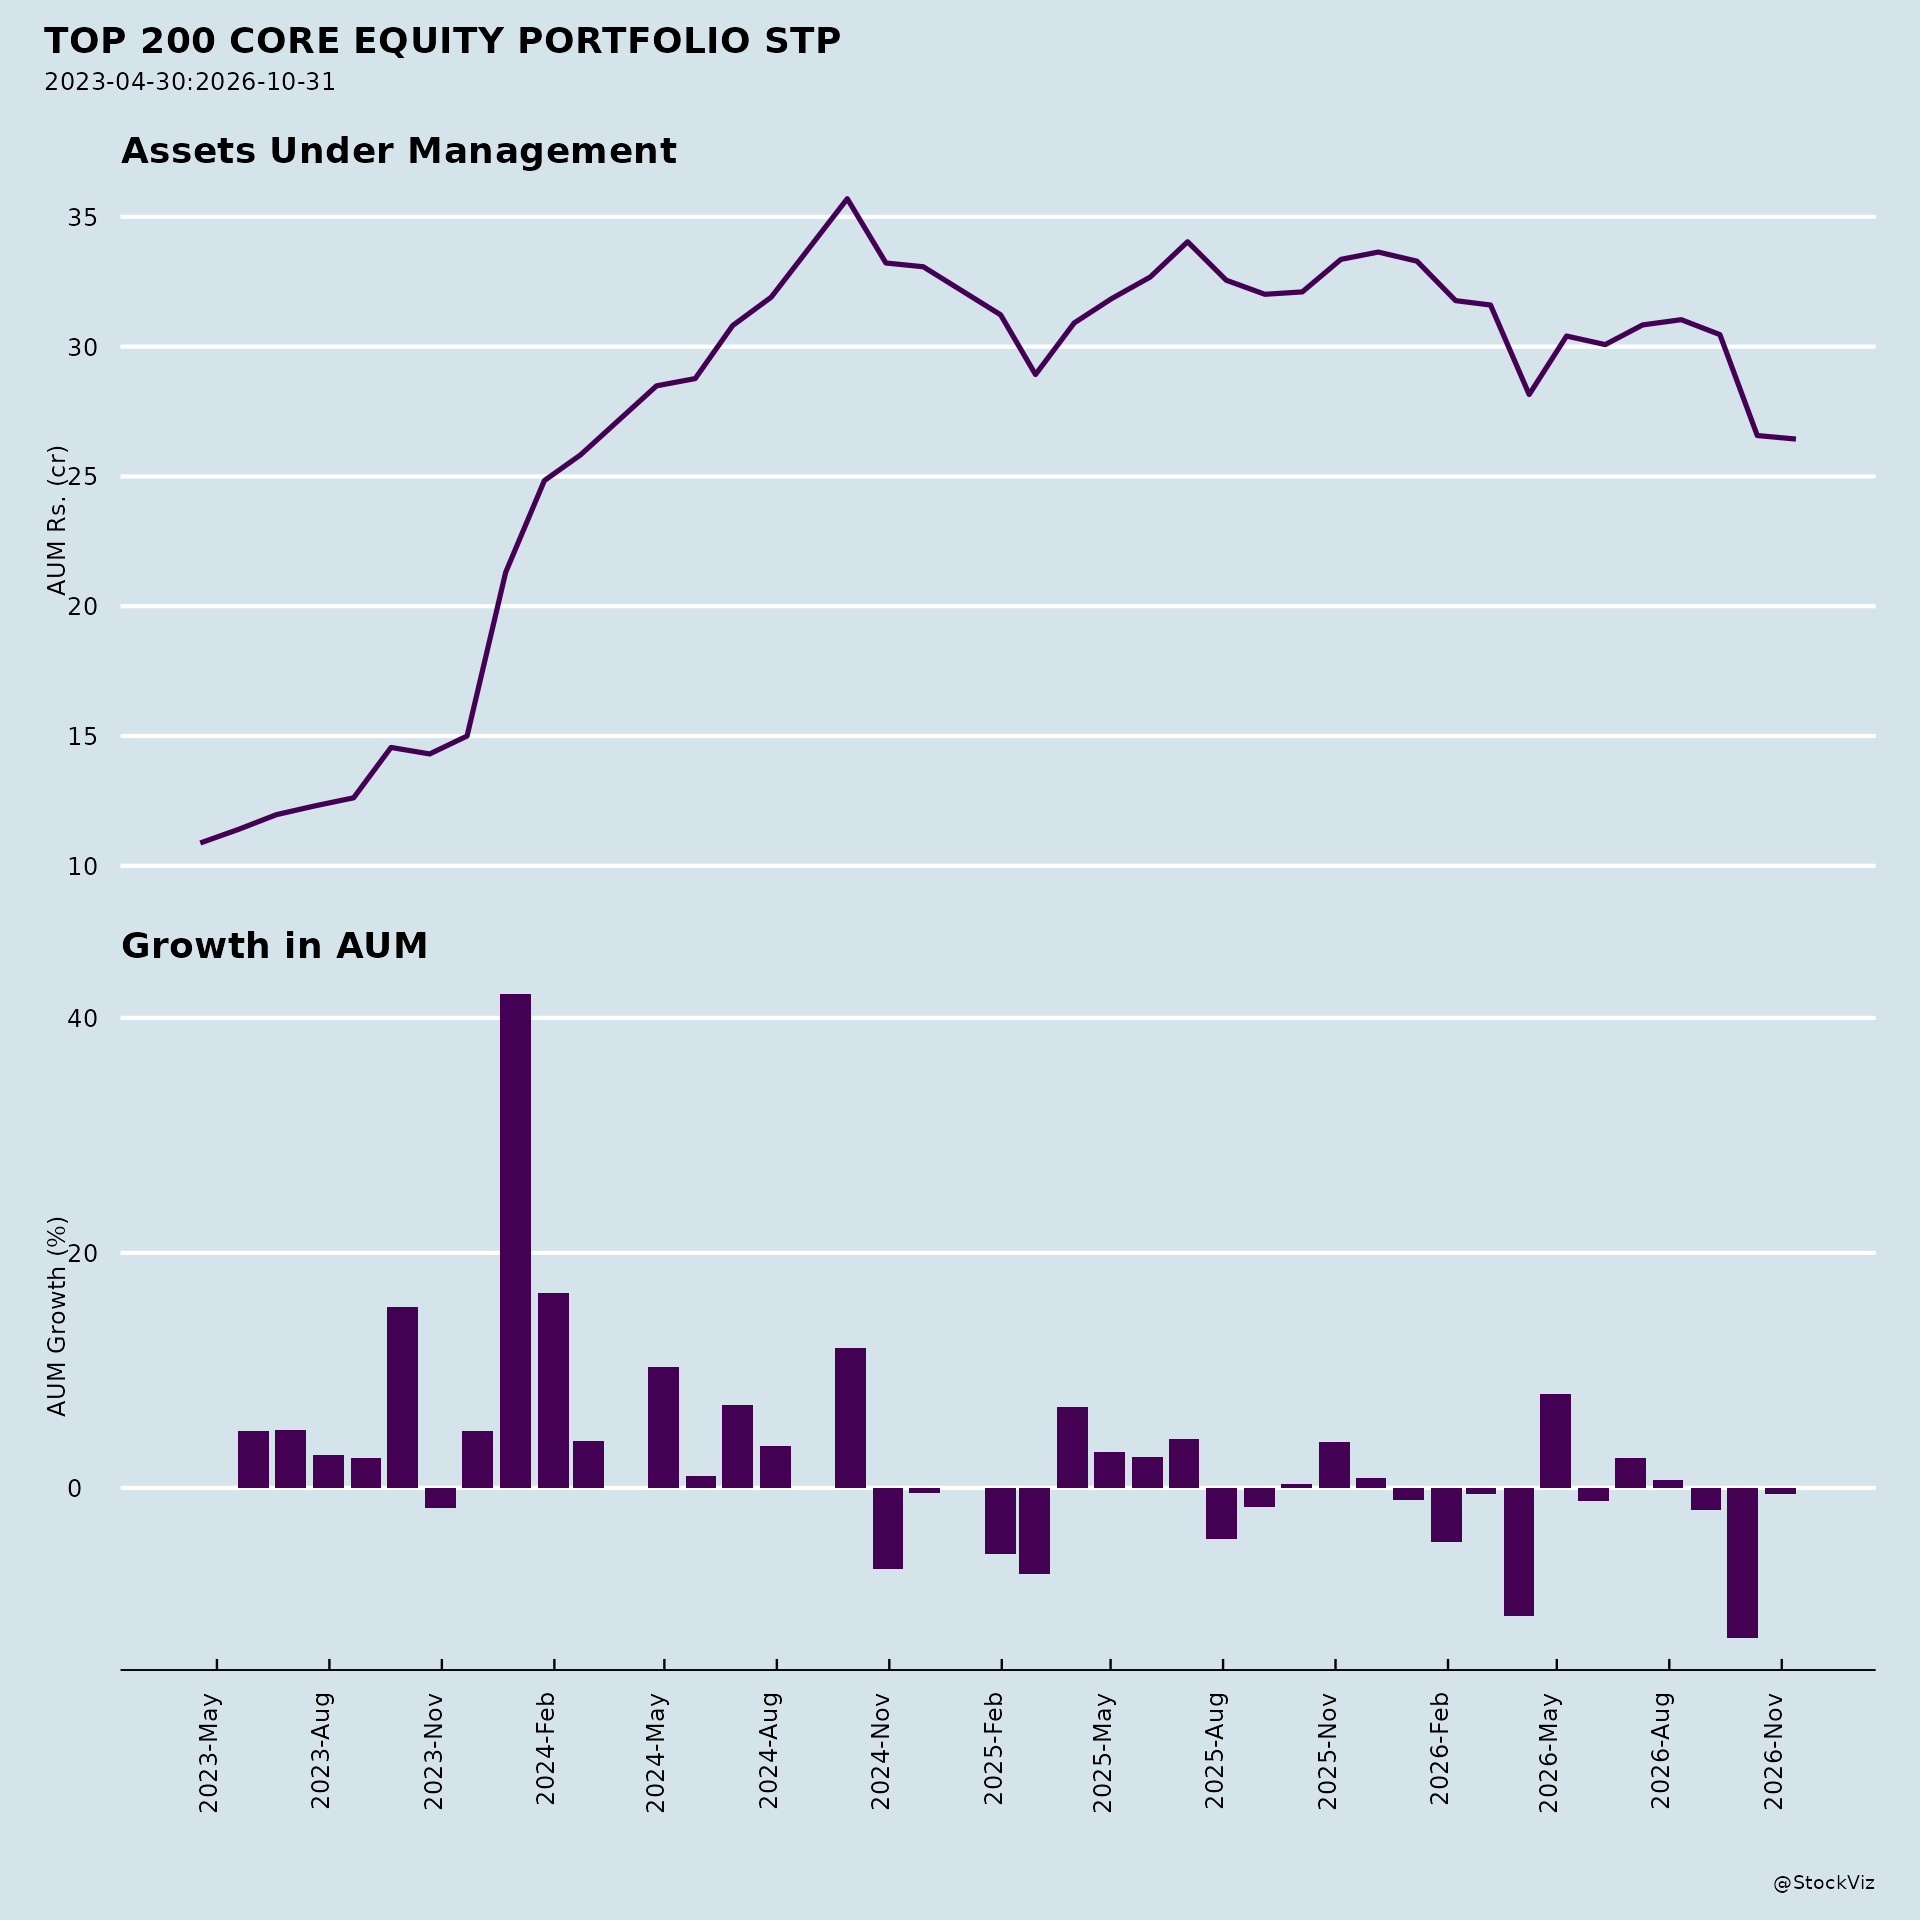 TOP 200 CORE EQUITY PORTFOLIO STP
2023-04-30:2026-10-31
Assets Under Management
AUM Rs. (cr)
35
30
25
20
15
10
Growth in AUM
AUM Growth (%)
40
20
0
2023-May
2023-Aug
2023-Nov
2024-Feb
2024-May
2024-Aug
2024-Nov
2025-Feb
2025-May
2025-Aug
2025-Nov
2026-Feb
2026-May
2026-Aug
2026-Nov
@StockViz